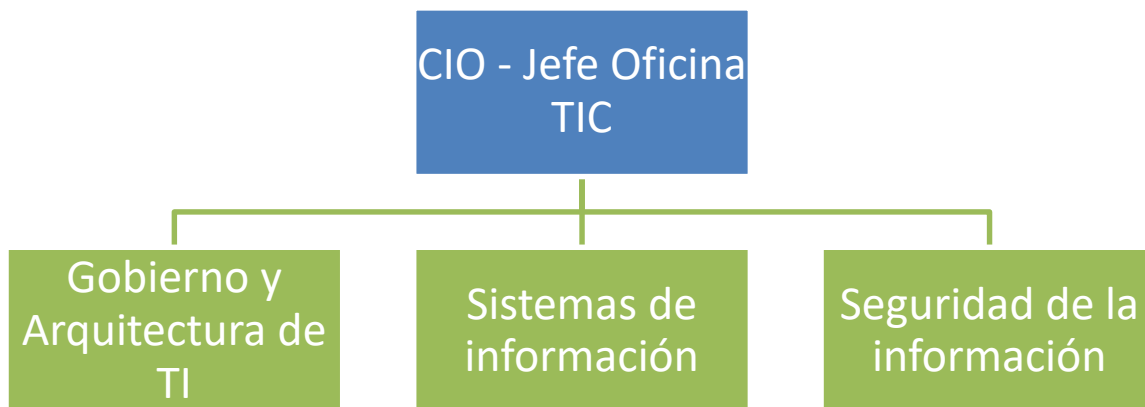 CIO - Jefe Oficina
TIC
Gobierno y
Arquitectura de
TI
Sistemas de
información
Seguridad de la
información